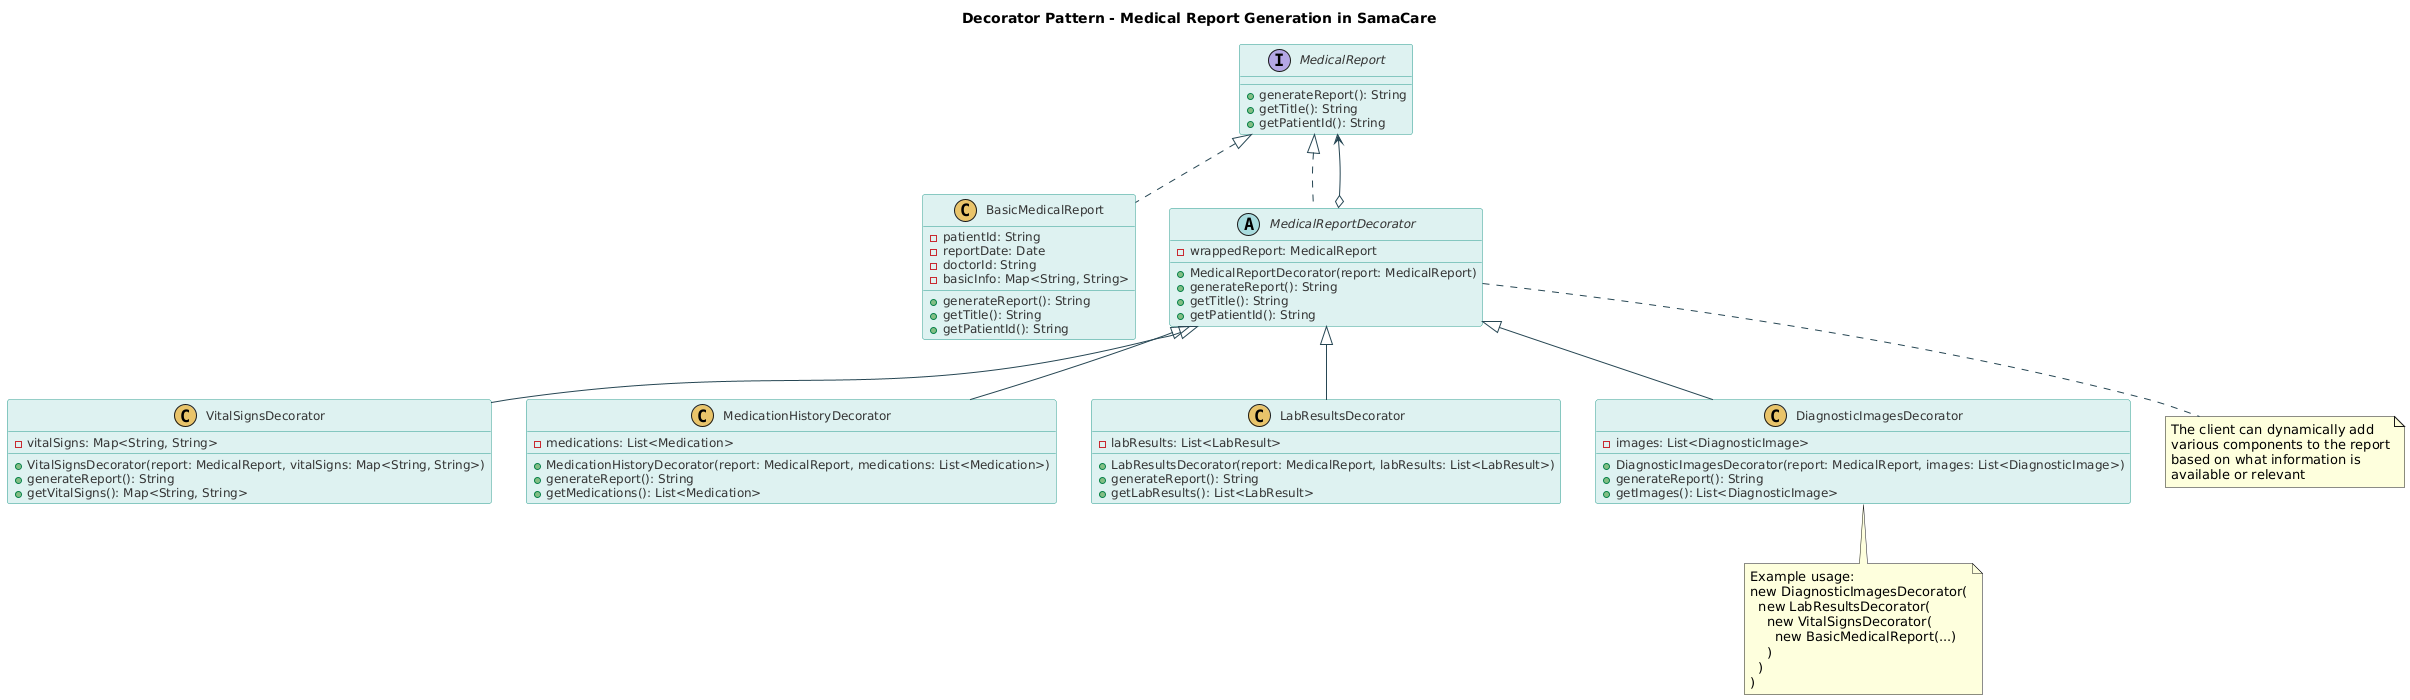 Decorator Pattern - Medical Report Generation in SamaCare
I MedicalReport
generateReport(): String
getTitle(): String
getPatientId(): String
C BasicMedicalReport
patientId: String
reportDate: Date
doctorId: String
basicInfo: Map<String, String>
generateReport(): String
getTitle(): String
getPatientId(): String
A MedicalReportDecorator
wrappedReport: MedicalReport
MedicalReportDecorator(report: MedicalReport)
generateReport(): String
getTitle(): String
getPatientId(): String
C VitalSignsDecorator
vitalSigns: Map<String, String>
VitalSignsDecorator(report: MedicalReport, vitalSigns: Map<String, String>)
generateReport(): String
getVitalSigns(): Map<String, String>
C MedicationHistoryDecorator
medications: List<Medication>
MedicationHistoryDecorator(report: MedicalReport, medications: List<Medication>)
generateReport(): String
getMedications(): List<Medication>
C LabResultsDecorator
labResults: List<LabResult>
LabResultsDecorator(report: MedicalReport, labResults: List<LabResult>)
generateReport(): String
getLabResults(): List<LabResult>
C DiagnosticImagesDecorator
images: List<DiagnosticImage>
DiagnosticImagesDecorator(report: MedicalReport, images: List<DiagnosticImage>)
generateReport(): String
getImages(): List<DiagnosticImage>
The client can dynamically add
various components to the report
based on what information is
available or relevant
Example usage:
new DiagnosticImagesDecorator(
new LabResultsDecorator(
new VitalSignsDecorator(
new BasicMedicalReport(...)
)
)
)